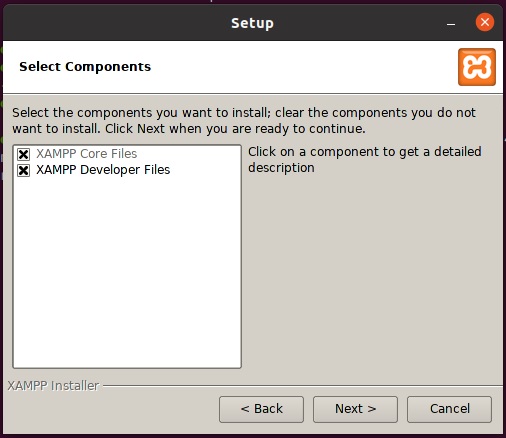 Setup
Select Components
Select the components you want to install; clear the components you do not
want to install. Click Next when you are ready to continue.
XAMPP Core Files
XAMPP Developer Files
Click on a component to get a detailed
description
XAMPP Installer
< Back
Next >
Cancel